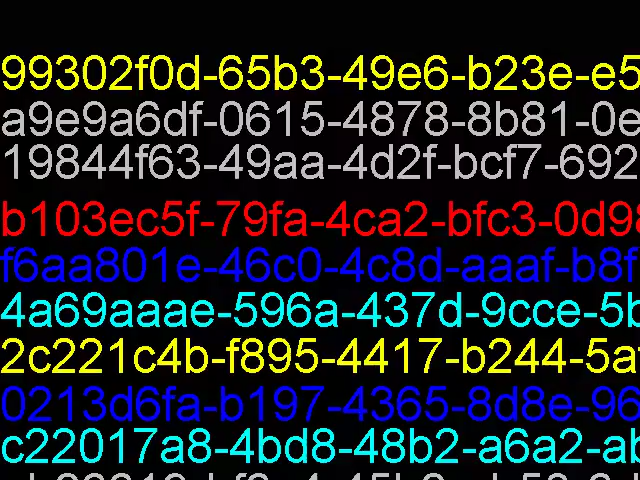 99302f0d-65b3-49e6-b23e-e5
a9e9a6df-0615-4878-8b81-0e
19844f63-49aa-4d2f-bcf7-692
b103ec5f-79fa-4ca2-bfc3-0d98
f6aa801e-46c0-4c8d-aaaf-b8f
4a69aaae-596a-437d-9cce-5b
2c221c4b-f895-4417-b244-5af
0213d6fa-b197-4365-8d8e-96
c22017a8-4bd8-48b2-a6a2-ab